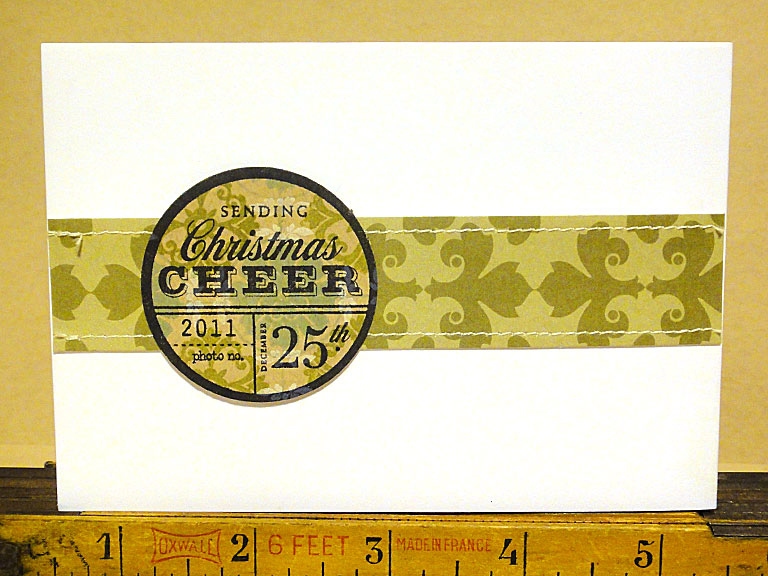 SENDING
Christmas
CHEER
2011
photo no.
DECEMBER
25th
1 OXWALL 2 6 FEET 3 MADE IN FRANCE 4 5